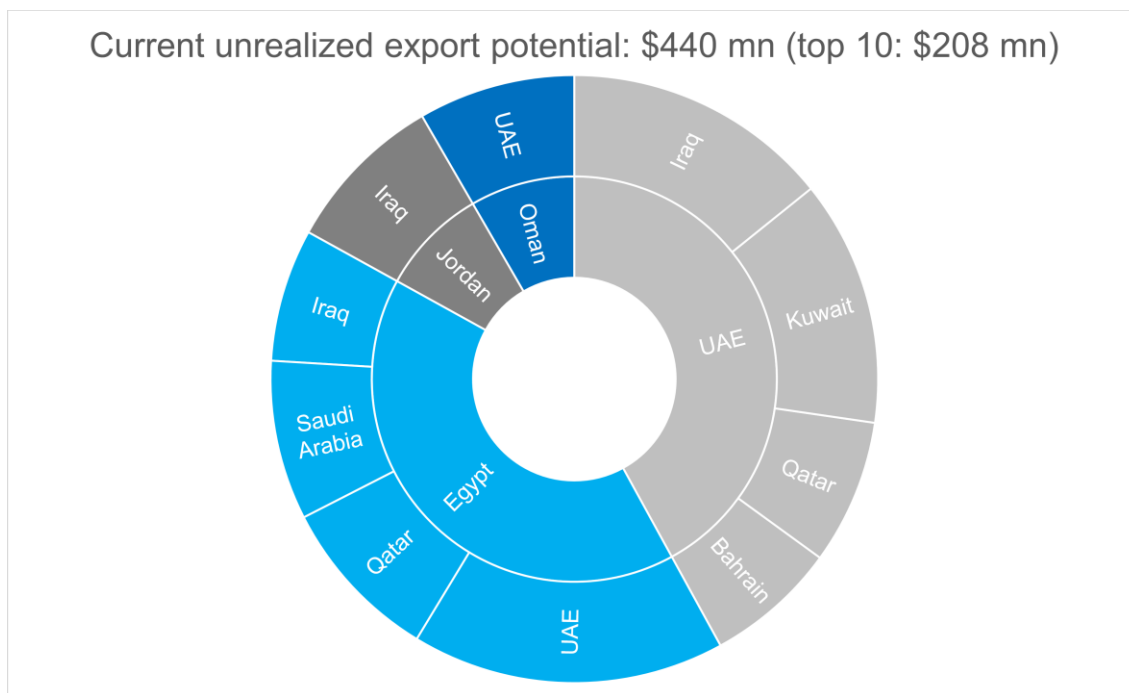 Current unrealized export potential: $440 mn (top 10: $208 mn)
UAE
Iraq
Iraq
Oman
Jordan
Kuwait
UAE
Iraq
Saudi
Arabia
Qatar
Egypt
Qatar
Bahrain
UAE